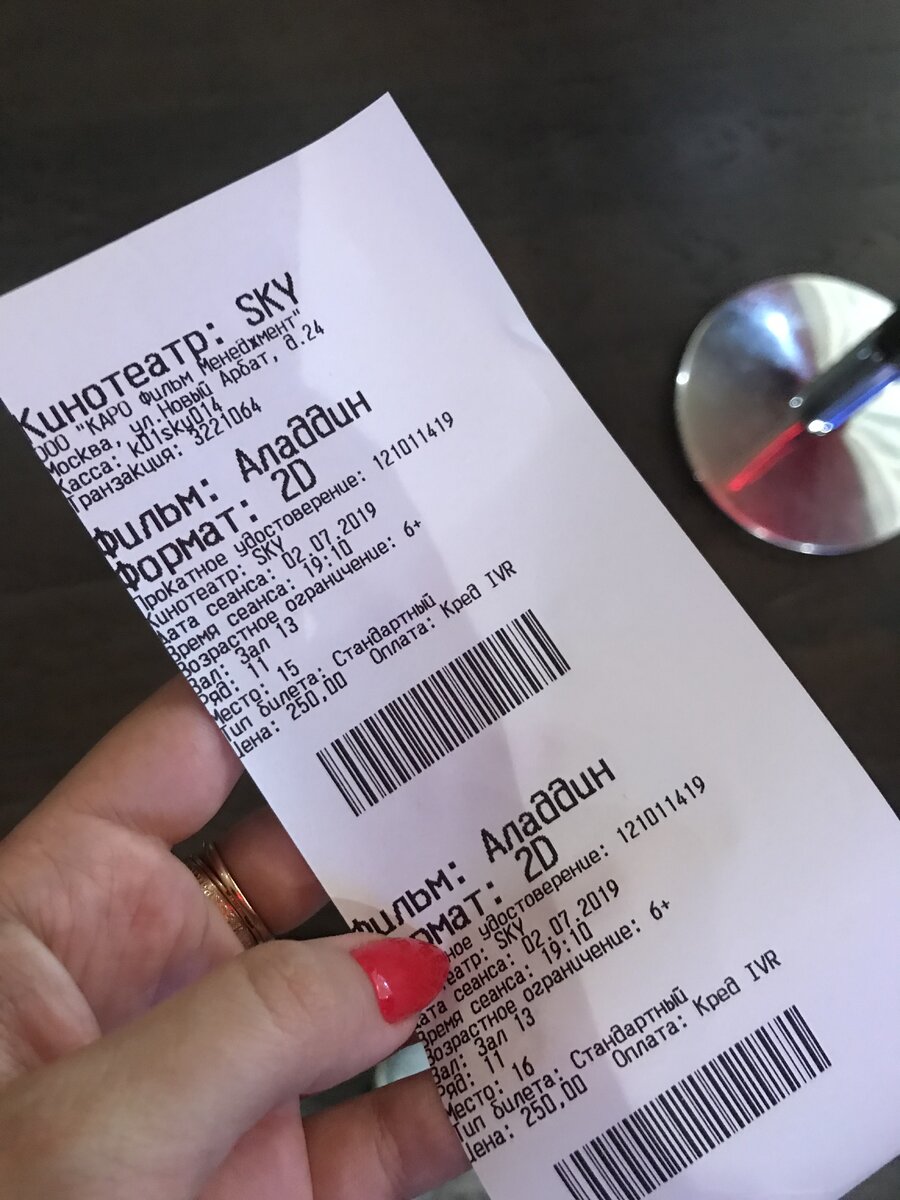 Кинотеатр: SKY
ООО "КАРО Фильм Менеджмент"
Москва, ул.Новый Арбат, д.24
Касса: k01sky014
Транзакция: 3221064
Фильм: Аладдин
Формат: 2D
Прокатное удостоверение: 121011419
Кинотеатр: SKY
Дата сеанса: 02.07.2019
Время сеанса: 19:10
Возрастное ограничение: 6+
Зал: Зал 13
Ряд: 11
Место: 15
Тип билета: Стандартный
Цена: 250,00 Оплата: Кред IVR
Фильм: Аладдин
рмат: 2D
ное удостоверение: 121011419
еатр: SKY
Дата сеанса: 02.07.2019
Время сеанса: 19:10
Возрастное ограничение: 6+
Зал: Зал 13
Ряд: 11
Место: 16
Тип билета: Стандартный
Цена: 250,00 Оплата: Кред IVR